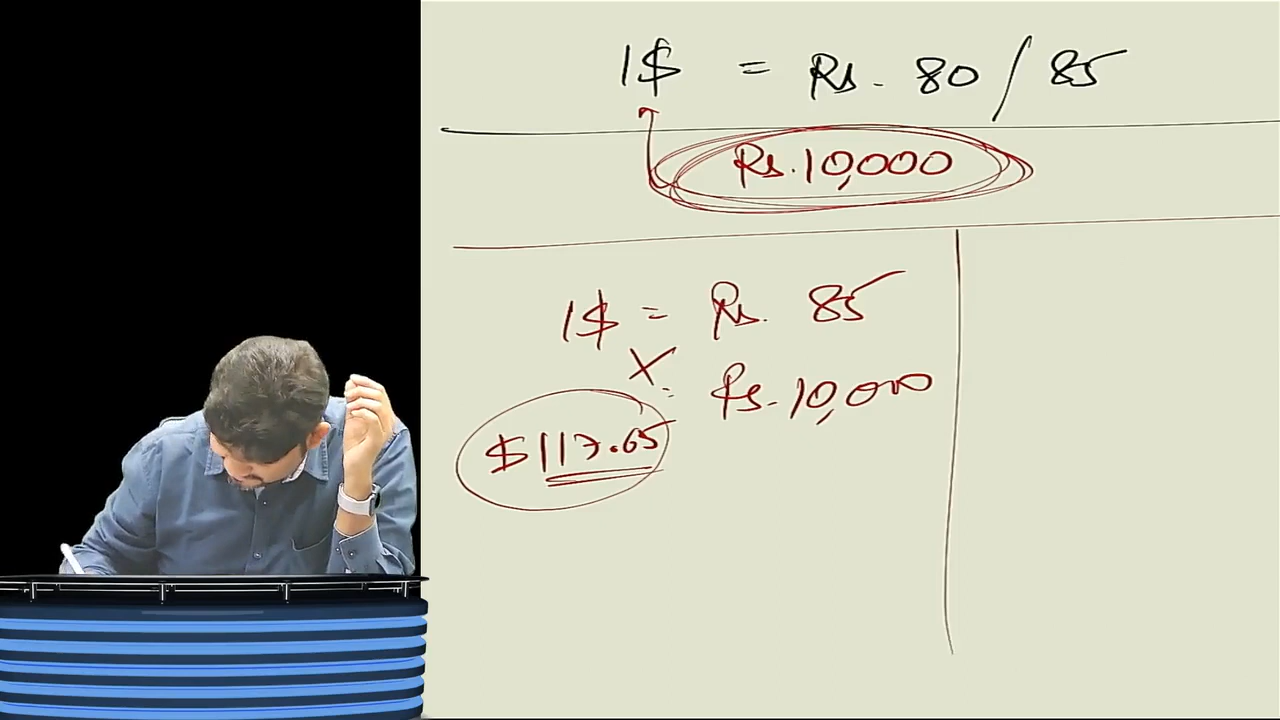 1$ = Rs. 80/85
Rs. 10,000
1$ = Rs. 85
X
= Rs. 10,000
$117.65